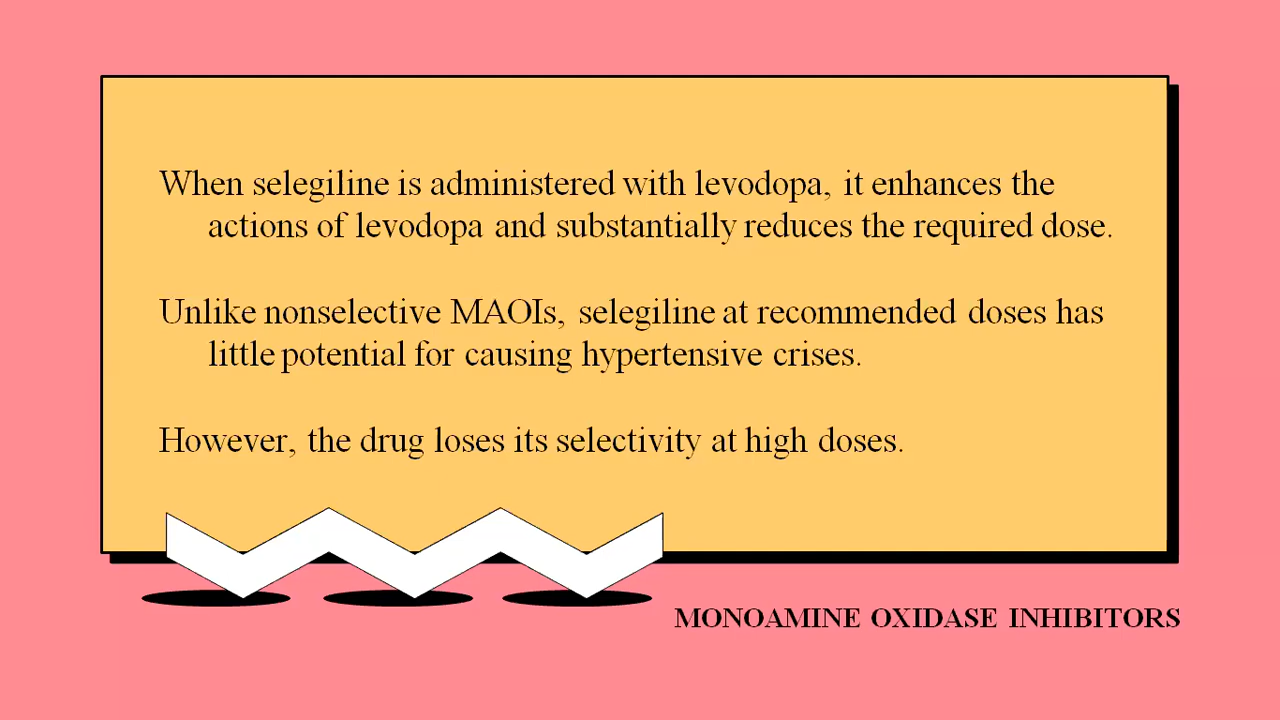 When selegiline is administered with levodopa, it enhances the
actions of levodopa and substantially reduces the required dose.
Unlike nonselective MAOIs, selegiline at recommended doses has
little potential for causing hypertensive crises.
However, the drug loses its selectivity at high doses.
MONOAMINE OXIDASE INHIBITORS